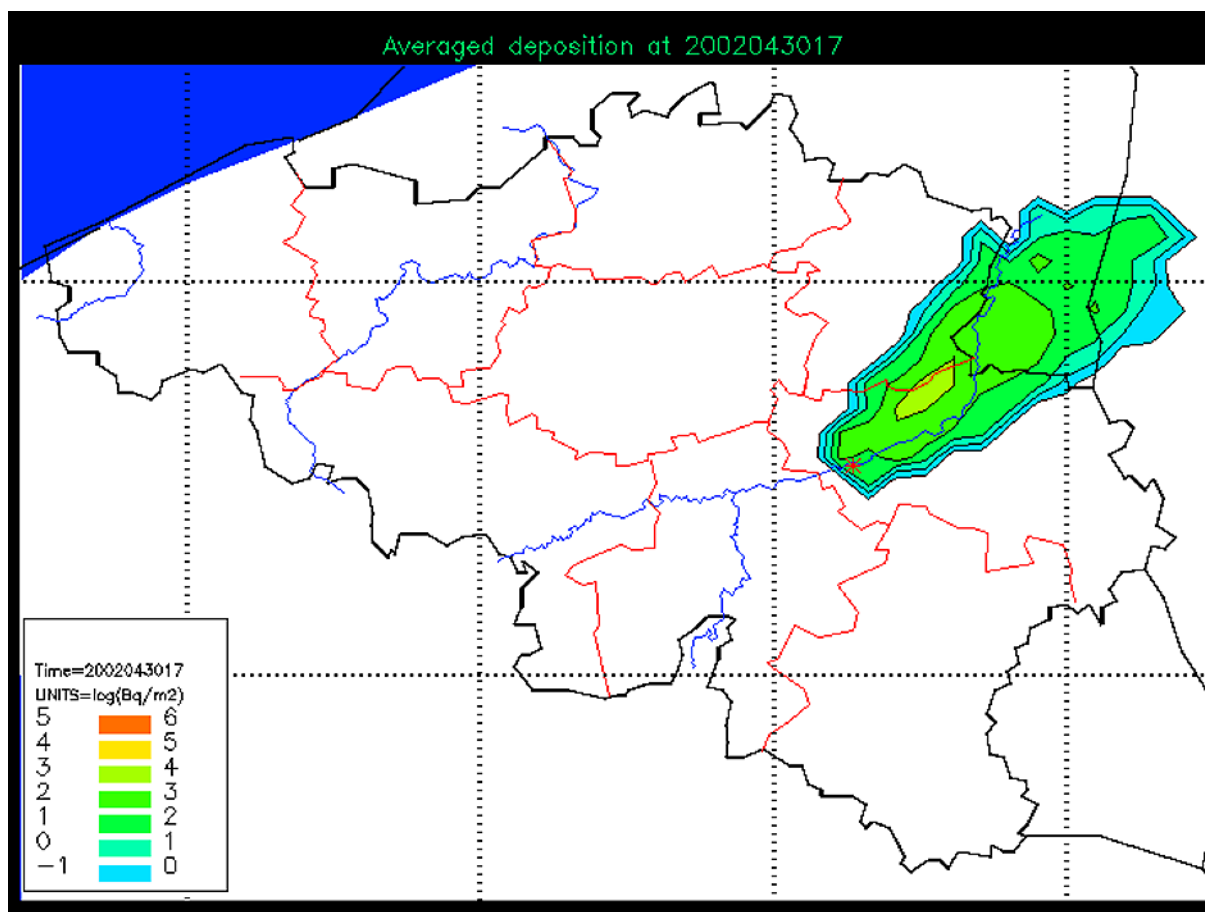 Averaged deposition at 2002043017
Time=2002043017
UNITS=log(Bq/m2)
5 6
4 5
3 4
2 3
1 2
0 1
-1 0